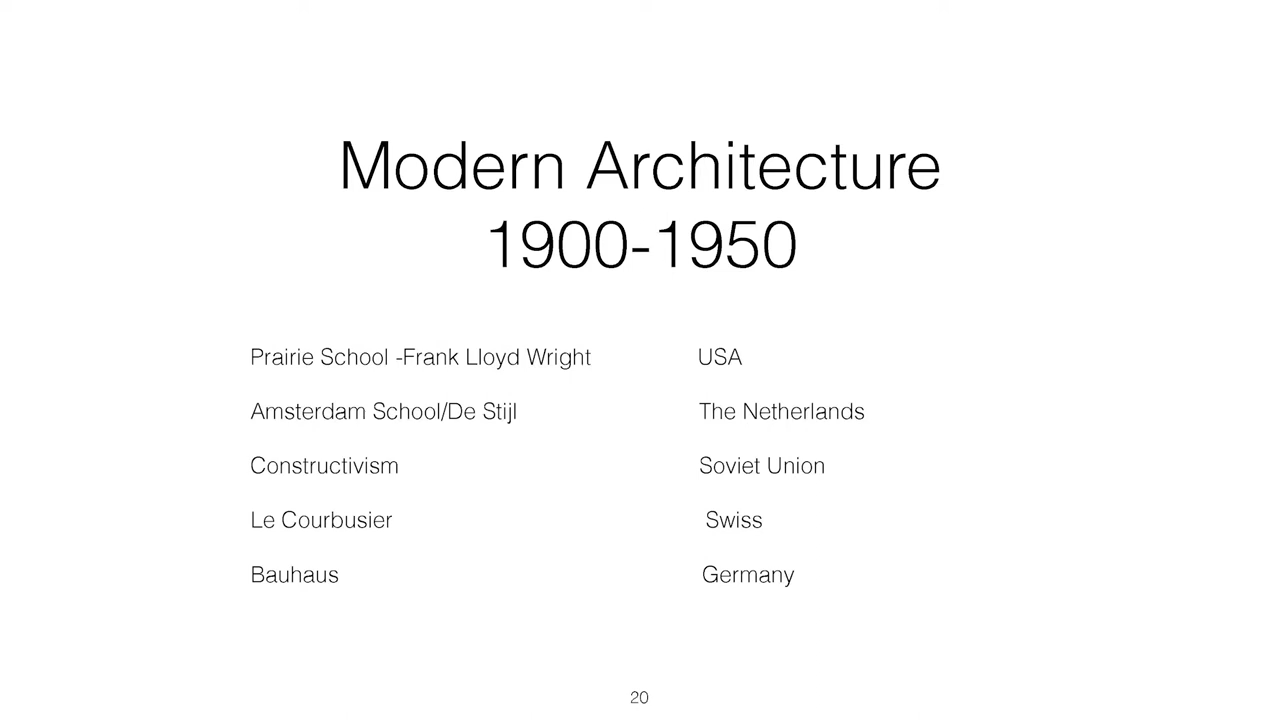 Modern Architecture
1900-1950
Prairie School -Frank Lloyd Wright USA
Amsterdam School/De Stijl The Netherlands
Constructivism Soviet Union
Le Courbusier Swiss
Bauhaus Germany
20